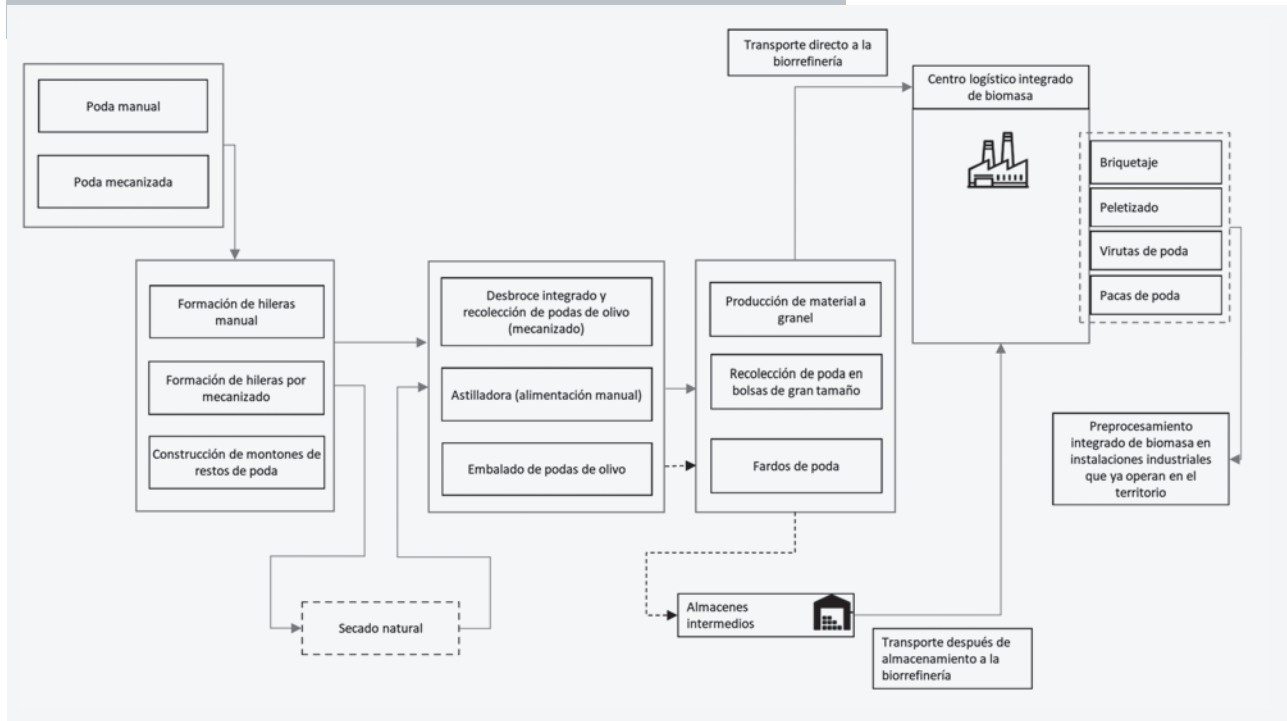 Poda manual
Poda mecanizada
Formación de hileras
manual
Formación de hileras por
mecanizado
Construcción de montones de
restos de poda
Secado natural
Desbroce integrado y
recolección de podas de olivo
(mecanizado)
Astilladora (alimentación manual)
Embalado de podas de olivo
Producción de material a
granel
Recolección de poda en
bolsas de gran tamaño
Fardos de poda
Almacenes
intermedios
Transporte directo a la
biorrefinería
Transporte después de
almacenamiento a la
biorrefinería
Centro logístico integrado
de biomasa
Briquetaje
Peletizado
Virutas de poda
Pacas de poda
Preprocesamiento
integrado de biomasa en
instalaciones industriales
que ya operan en el
territorio